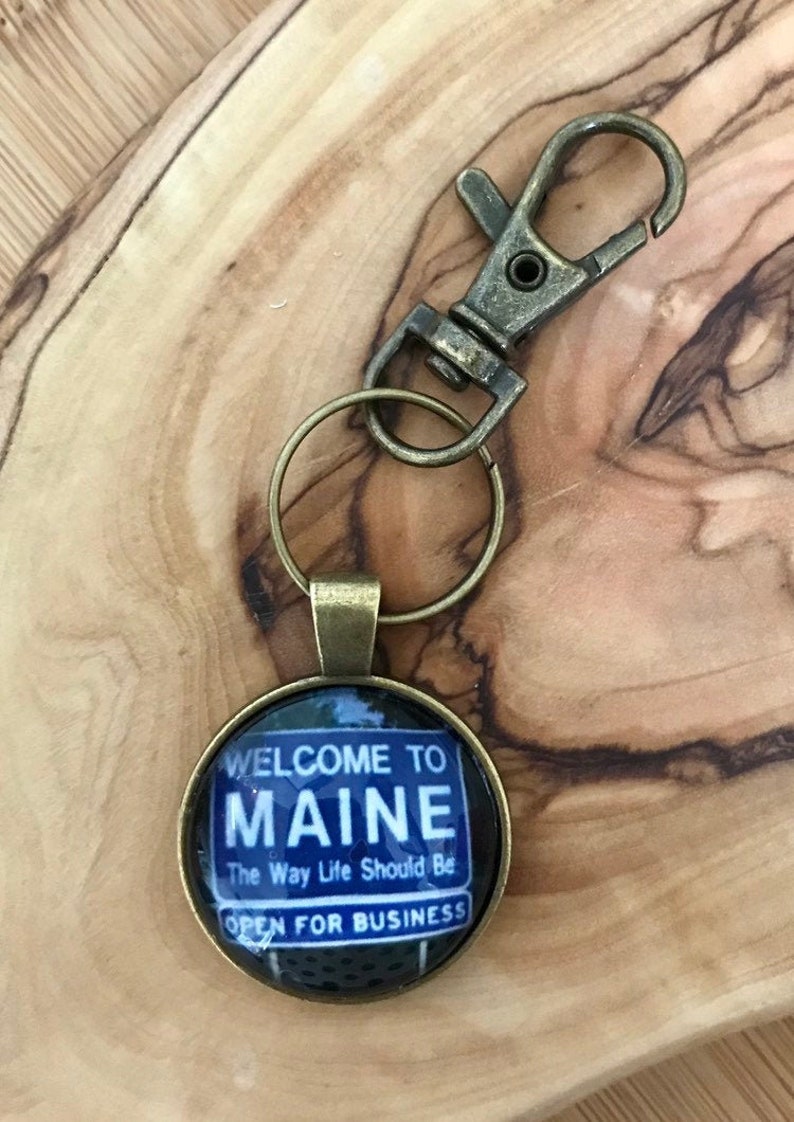 WELCOME TO
MAINE
The Way Life Should Be
OPEN FOR BUSINESS